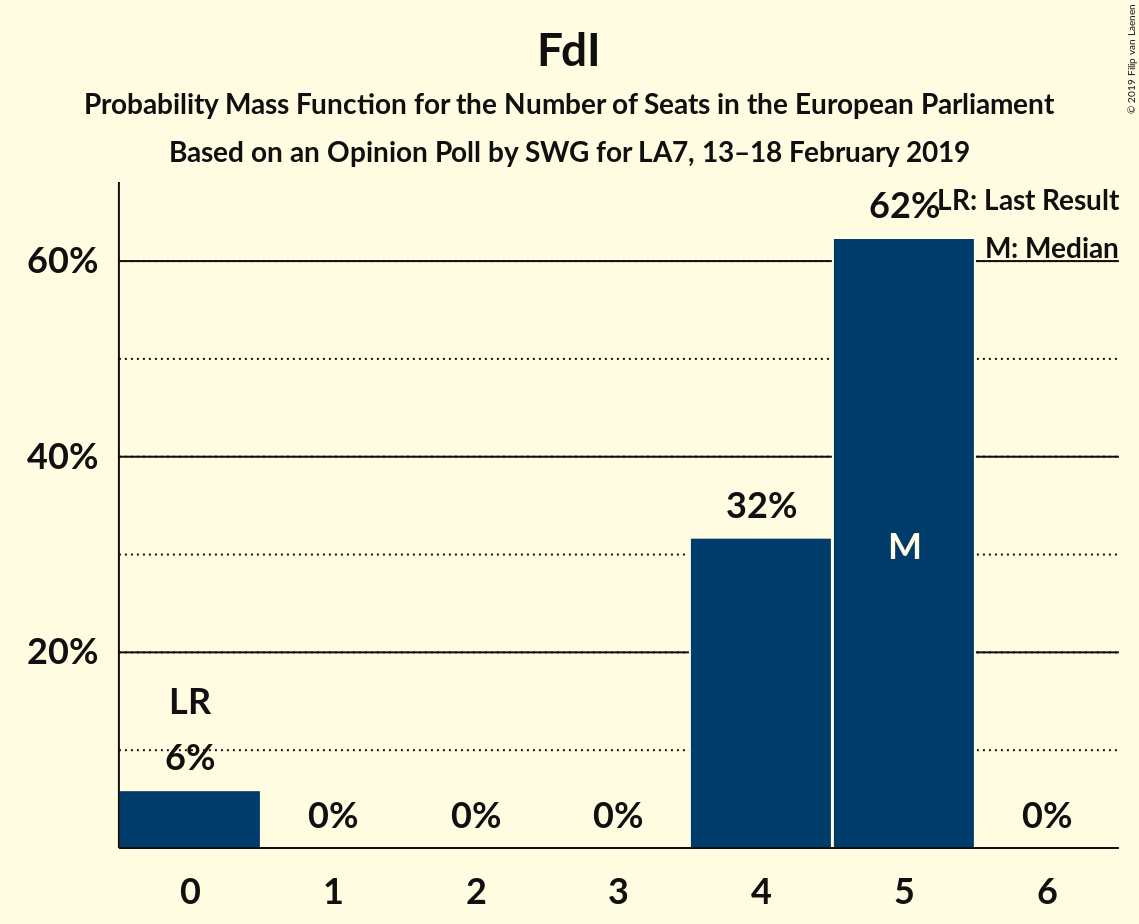 FdI
Probability Mass Function for the Number of Seats in the European Parliament
Based on an Opinion Poll by SWG for LA7, 13–18 February 2019
© 2019 Filip van Laenen
LR: Last Result
M: Median
60%
40%
20%
LR
6%
0%
0%
0%
32%
62%
M
0%
0
1
2
3
4
5
6